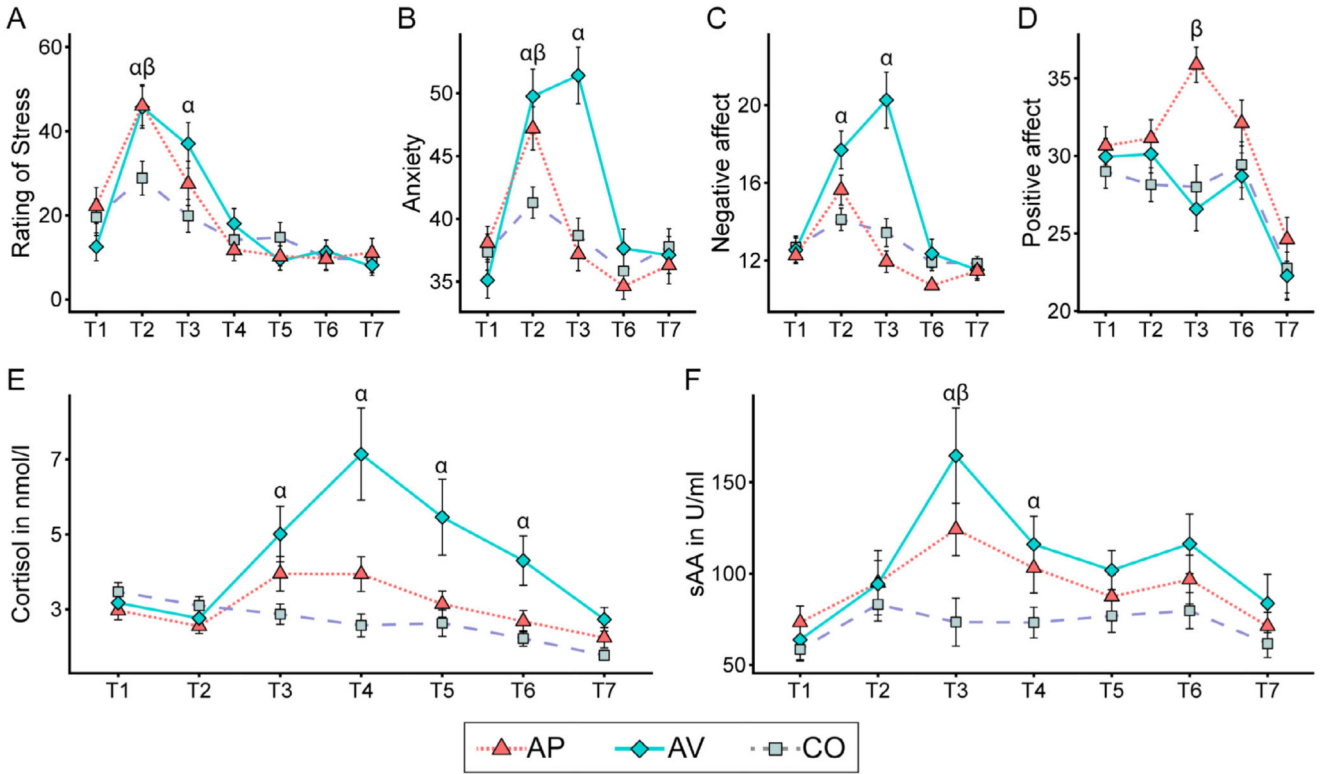 A
Rating of Stress
60
40
20
0
αβ
α
T1 T2 T3 T4 T5 T6 T7
B
Anxiety
50
45
40
35
αβ
α
T1 T2 T3 T6 T7
C
Negative affect
20
16
12
α
α
T1 T2 T3 T6 T7
D
Positive affect
35
30
25
20
β
T1 T2 T3 T6 T7
E
Cortisol in nmol/l
7
5
3
α
α
α
α
T1 T2 T3 T4 T5 T6 T7
F
sAA in U/ml
150
100
50
αβ
α
T1 T2 T3 T4 T5 T6 T7
AP AV CO